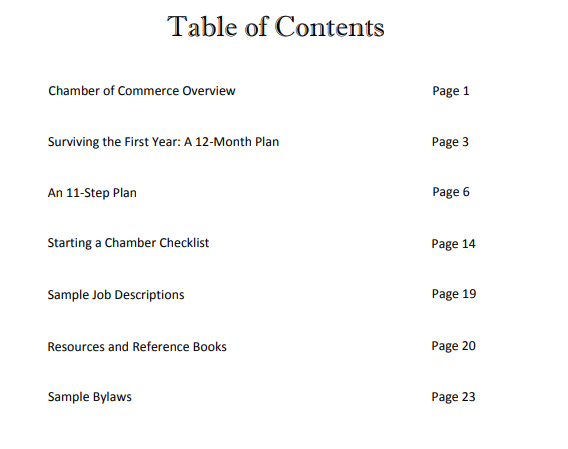 Table of Contents
Chamber of Commerce Overview Page 1
Surviving the First Year: A 12-Month Plan Page 3
An 11-Step Plan Page 6
Starting a Chamber Checklist Page 14
Sample Job Descriptions Page 19
Resources and Reference Books Page 20
Sample Bylaws Page 23